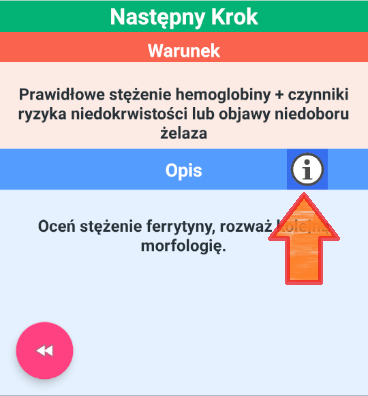 Następny Krok
Warunek
Prawidłowe stężenie hemoglobiny + czynniki
ryzyka niedokrwistości lub objawy niedoboru
żelaza
Opis
Oceń stężenie ferrytyny, rozważ
morfologię.